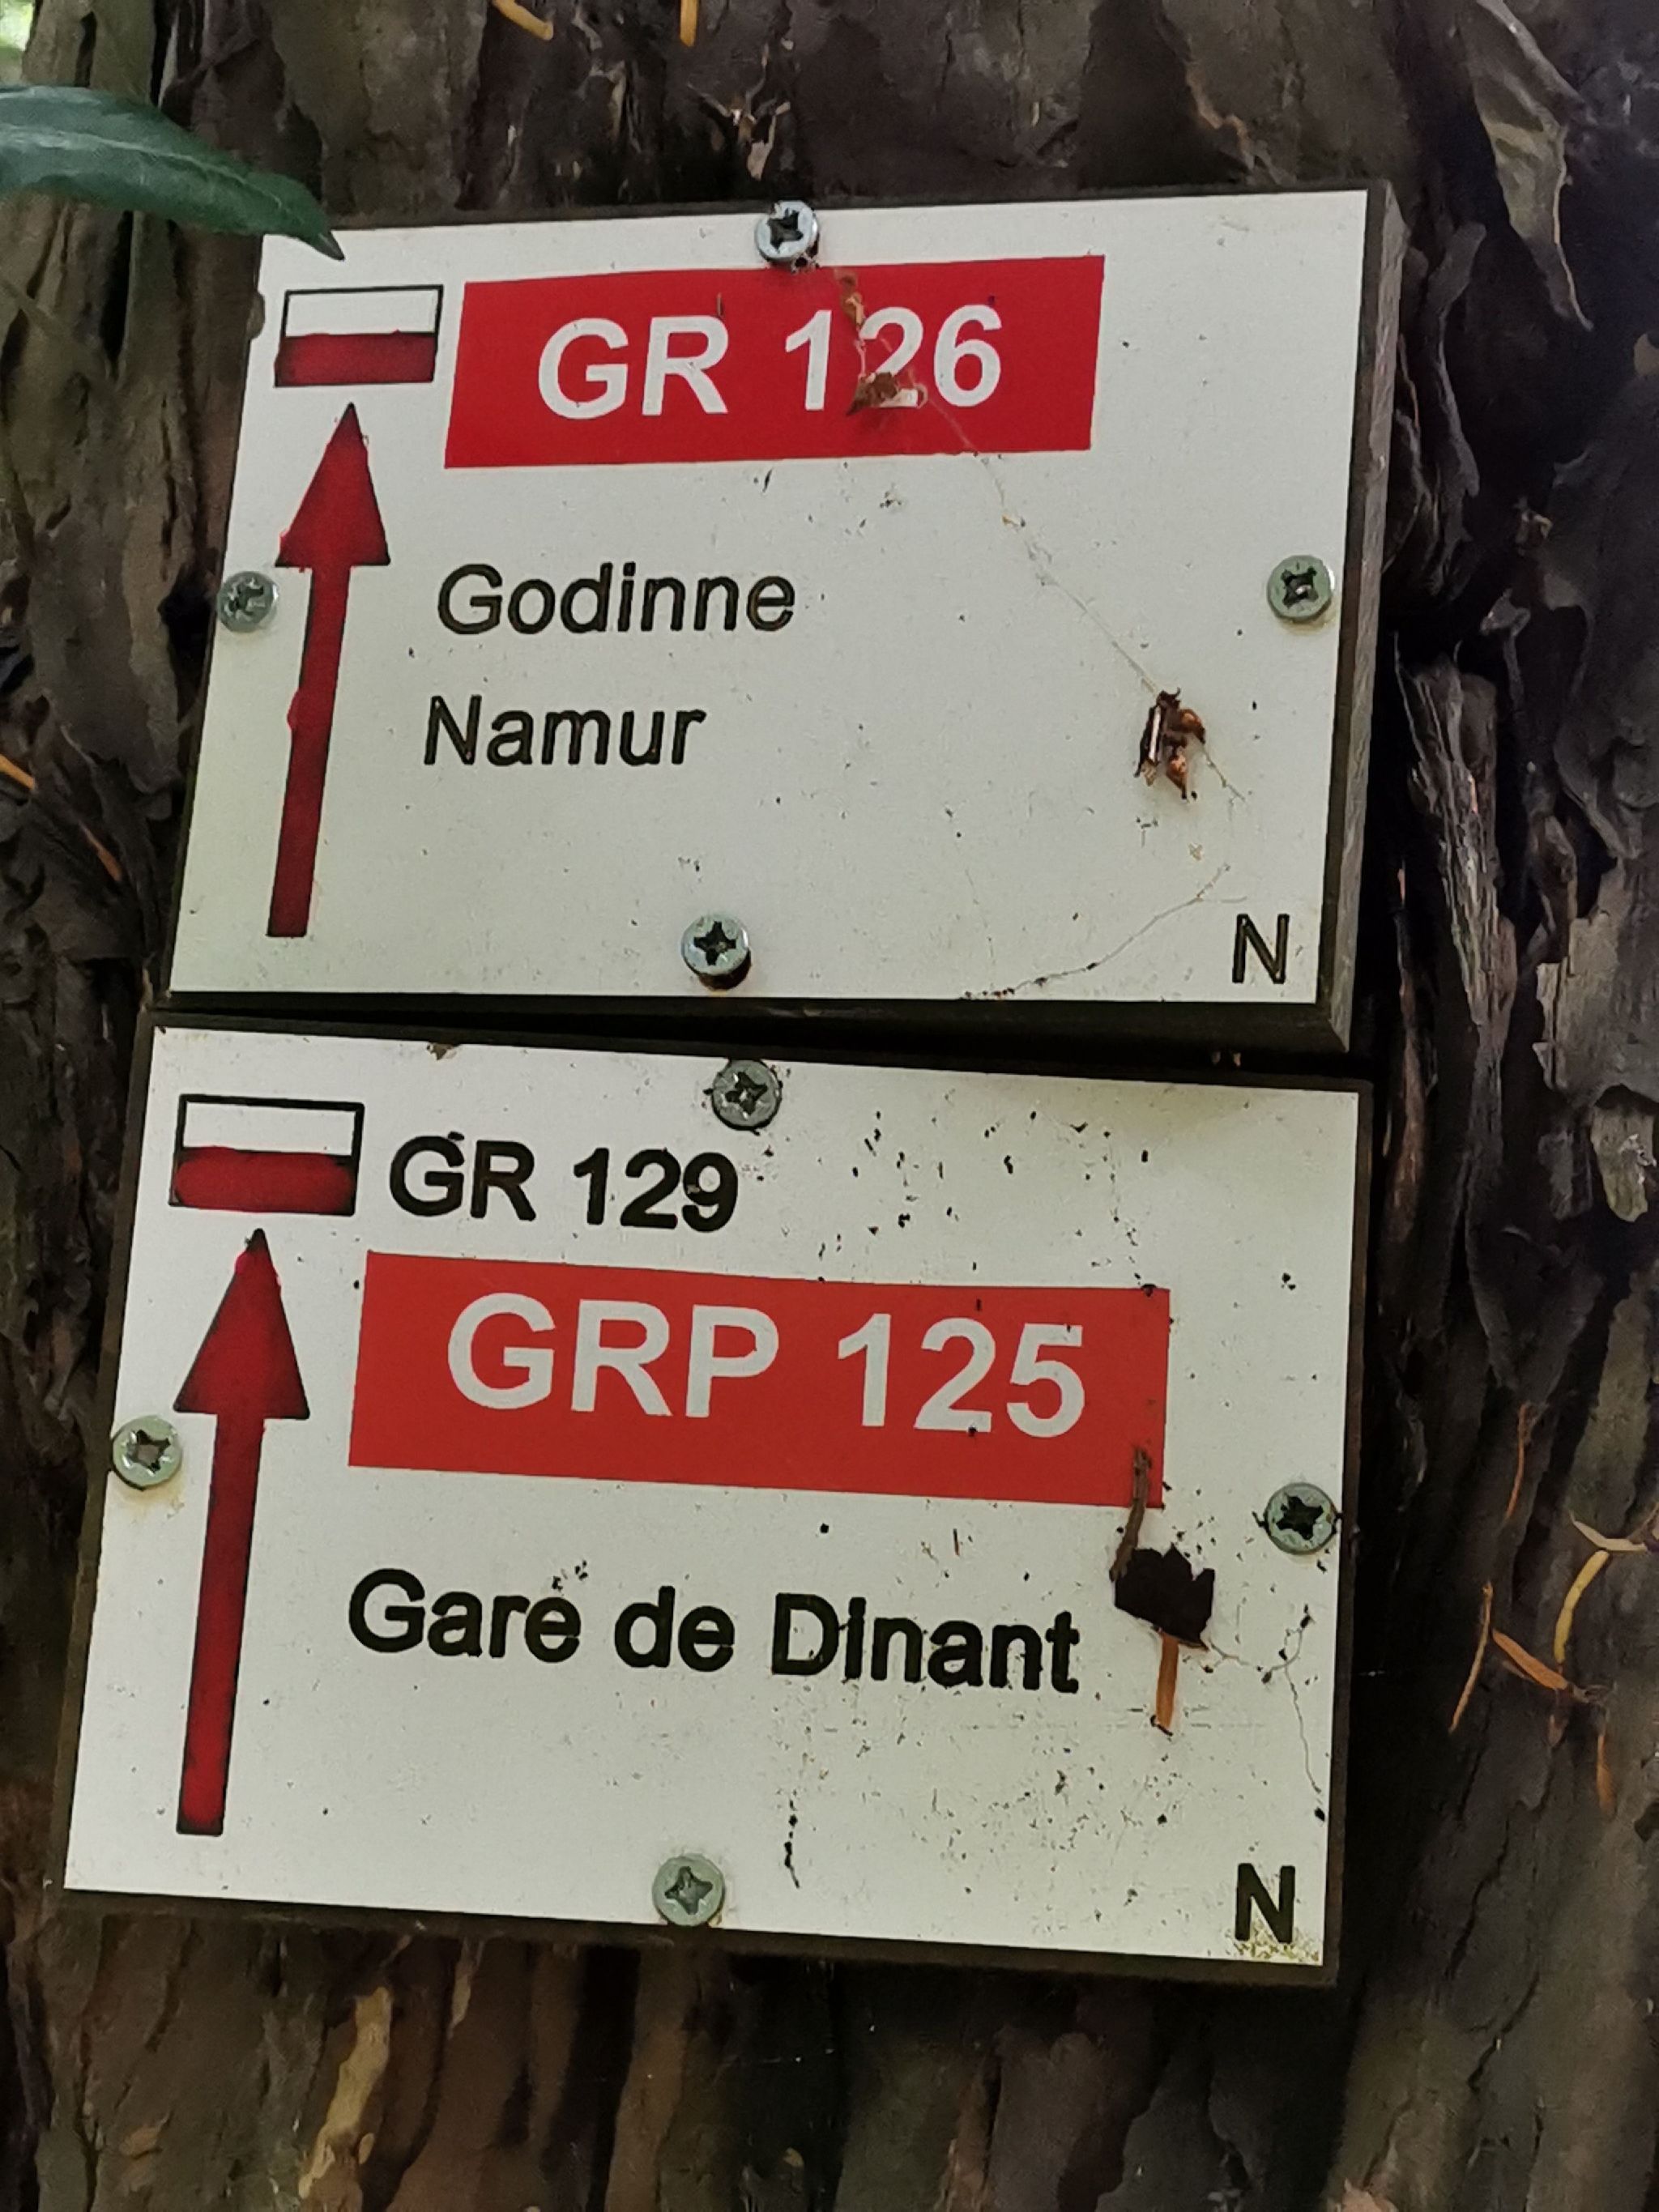 GR 126
Godinne
Namur
N
GR 129
GRP 125
Gare de Dinant
N